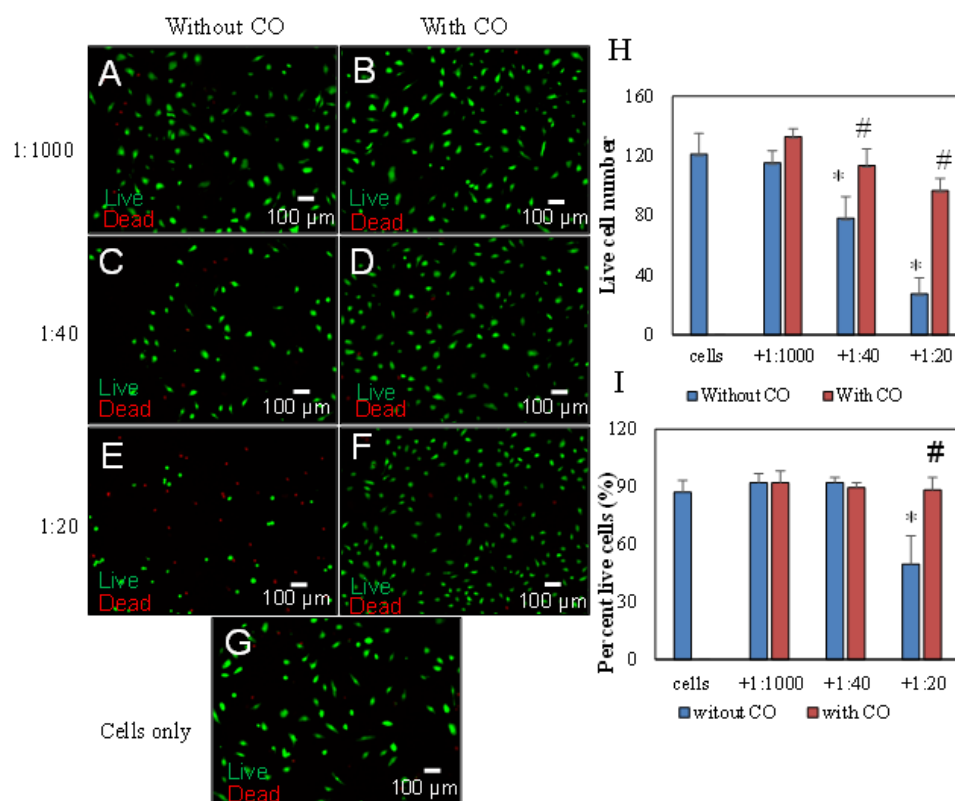 Without CO
With CO
1:1000
A
Live
Dead
100 µm
B
Live
Dead
100 µm
1:40
C
Live
Dead
100 µm
D
Live
Dead
100 µm
1:20
E
Live
Dead
100 µm
F
Live
Dead
100 µm
Cells only
G
Live
Dead
100 µm
H
Live cell number
160
120
80
40
0
*
#
*
#
cells
+1:1000
+1:40
+1:20
Without CO
With CO
I
Percent live cells (%)
120
90
60
30
0
*
#
cells
+1:1000
+1:40
+1:20
witout CO
with CO